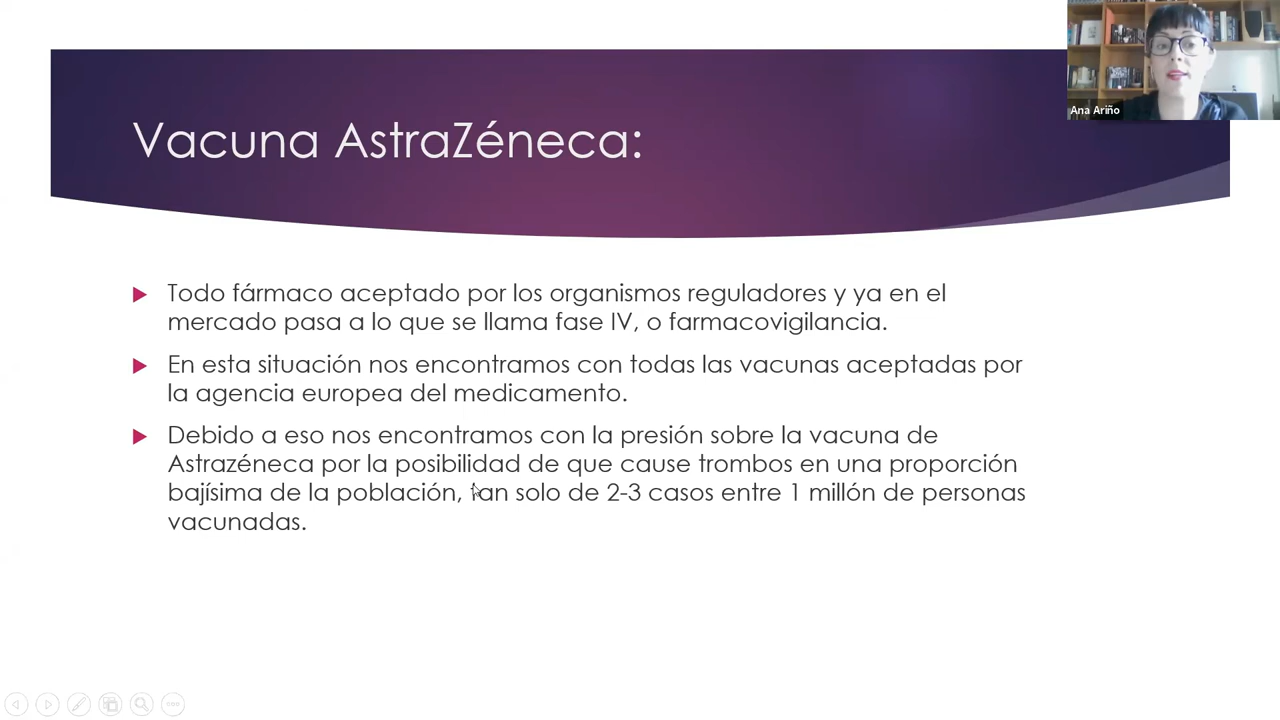 Ana Ariño
Vacuna AstraZéneca:
Todo fármaco aceptado por los organismos reguladores y ya en el
mercado pasa a lo que se llama fase IV, o farmacovigilancia.
En esta situación nos encontramos con todas las vacunas aceptadas por
la agencia europea del medicamento.
Debido a eso nos encontramos con la presión sobre la vacuna de
Astrazéneca por la posibilidad de que cause trombos en una proporción
bajísima de la población, tan solo de 2-3 casos entre 1 millón de personas
vacunadas.